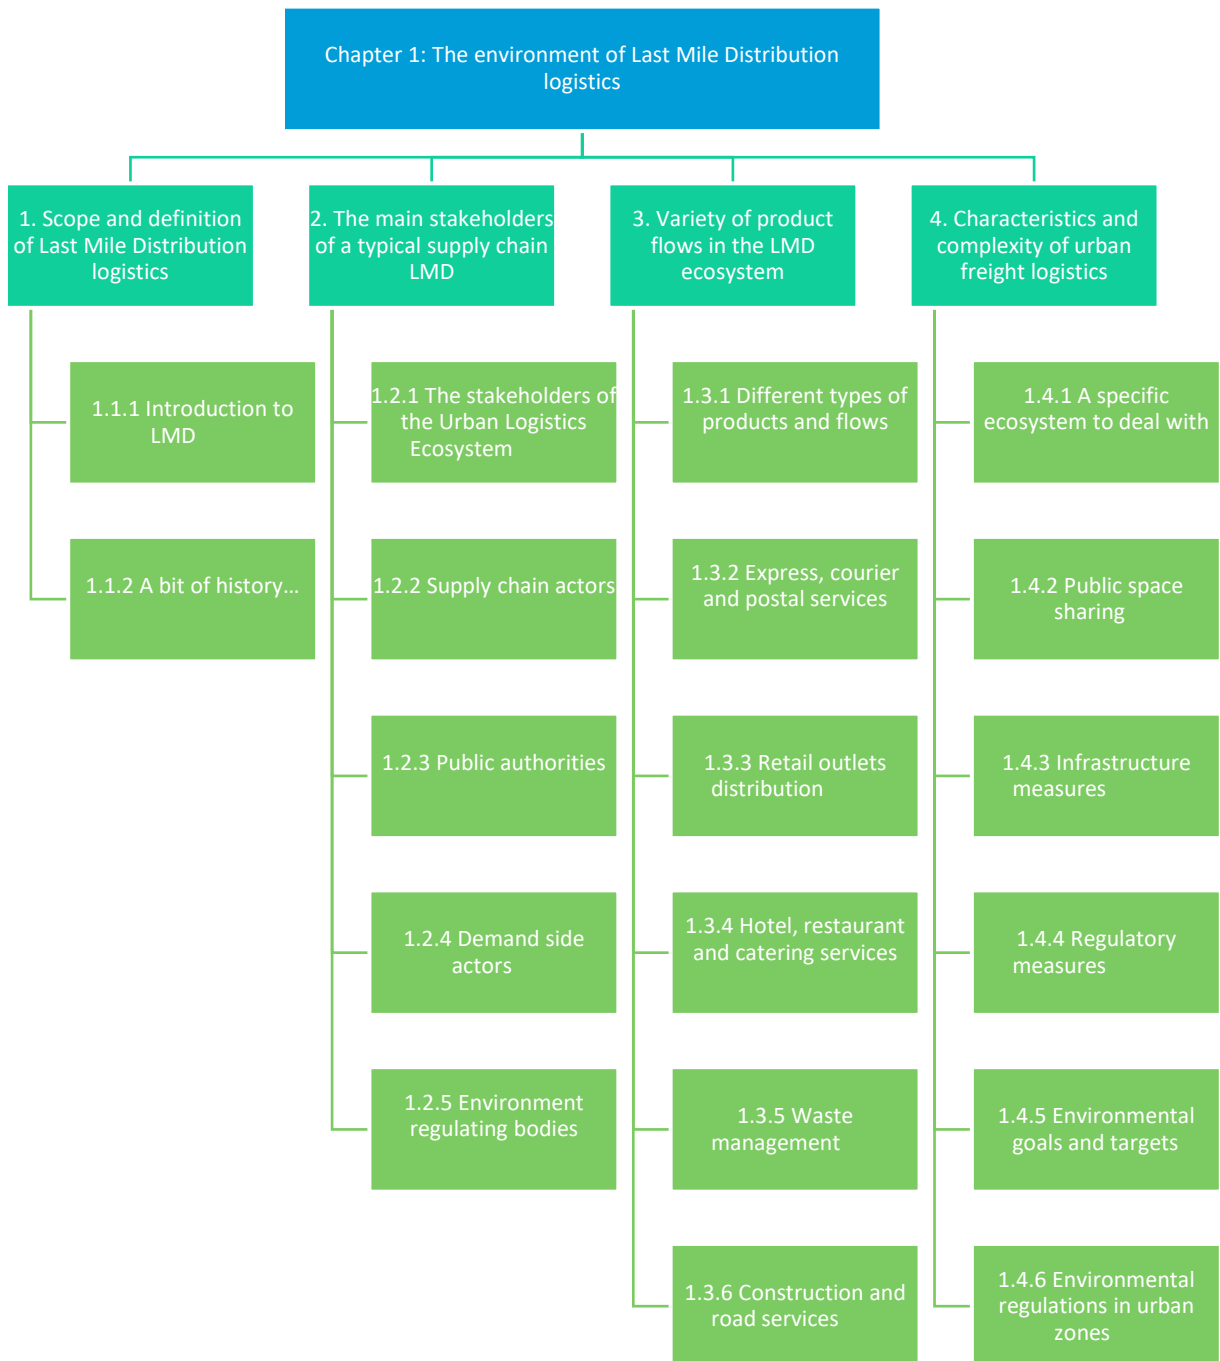 Chapter 1: The environment of Last Mile Distribution
logistics
1. Scope and definition
of Last Mile Distribution
logistics
1.1.1 Introduction to
LMD
1.1.2 A bit of history…
2. The main stakeholders
of a typical supply chain
LMD
1.2.1 The stakeholders of
the Urban Logistics
Ecosystem
1.2.2 Supply chain actors
1.2.3 Public authorities
1.2.4 Demand side
actors
1.2.5 Environment
regulating bodies
3. Variety of product
flows in the LMD
ecosystem
1.3.1 Different types of
products and flows
1.3.2 Express, courier
and postal services
1.3.3 Retail outlets
distribution
1.3.4 Hotel, restaurant
and catering services
1.3.5 Waste
management
1.3.6 Construction and
road services
4. Characteristics and
complexity of urban
freight logistics
1.4.1 A specific
ecosystem to deal with
1.4.2 Public space
sharing
1.4.3 Infrastructure
measures
1.4.4 Regulatory
measures
1.4.5 Environmental
goals and targets
1.4.6 Environmental
regulations in urban
zones